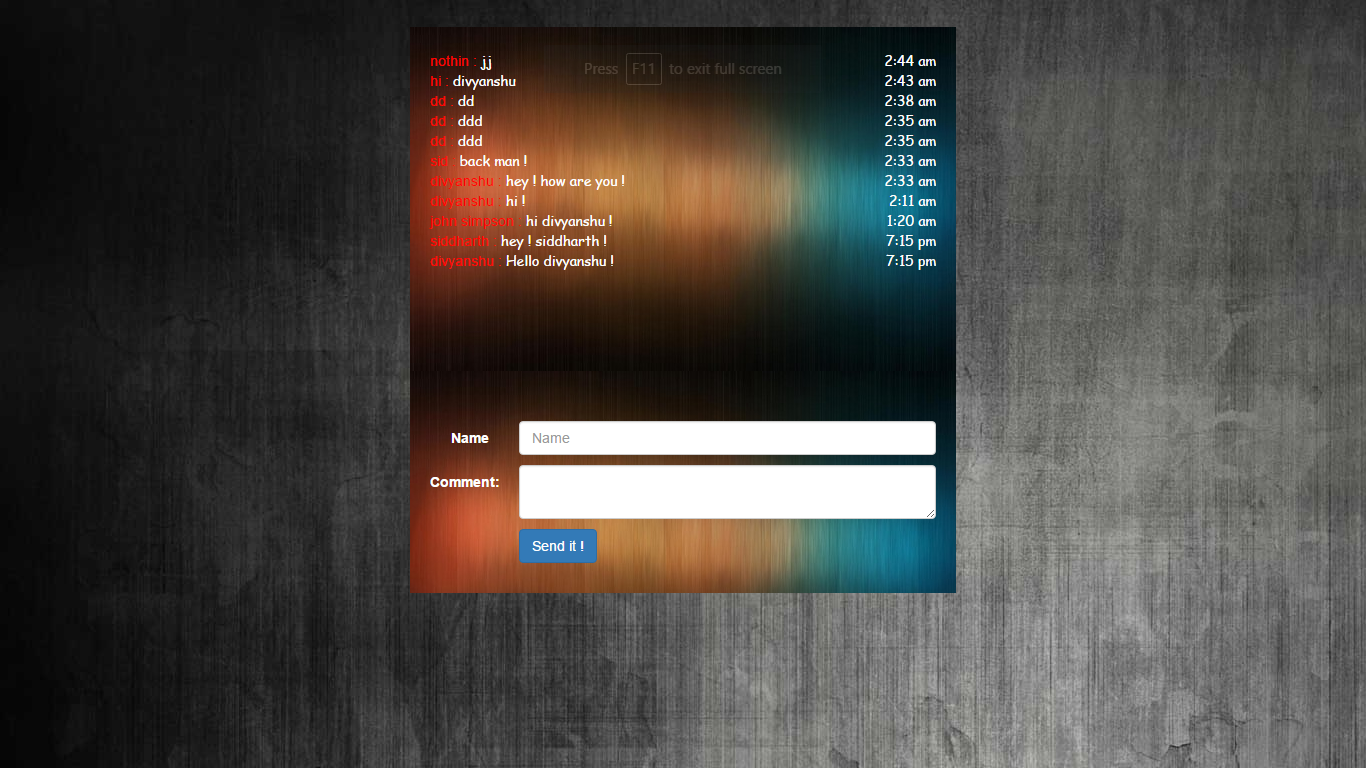 nothin : jj 2:44 am
Press F11 to exit full screen
hi : divyanshu 2:43 am
dd : dd 2:38 am
dd : ddd 2:35 am
dd : ddd 2:35 am
sid : back man ! 2:33 am
divyanshu : hey ! how are you ! 2:33 am
divyanshu : hi ! 2:11 am
john simpson : hi divyanshu ! 1:20 am
siddharth : hey ! siddharth ! 7:15 pm
divyanshu : Hello divyanshu ! 7:15 pm
Name Name
Comment:
Send it !